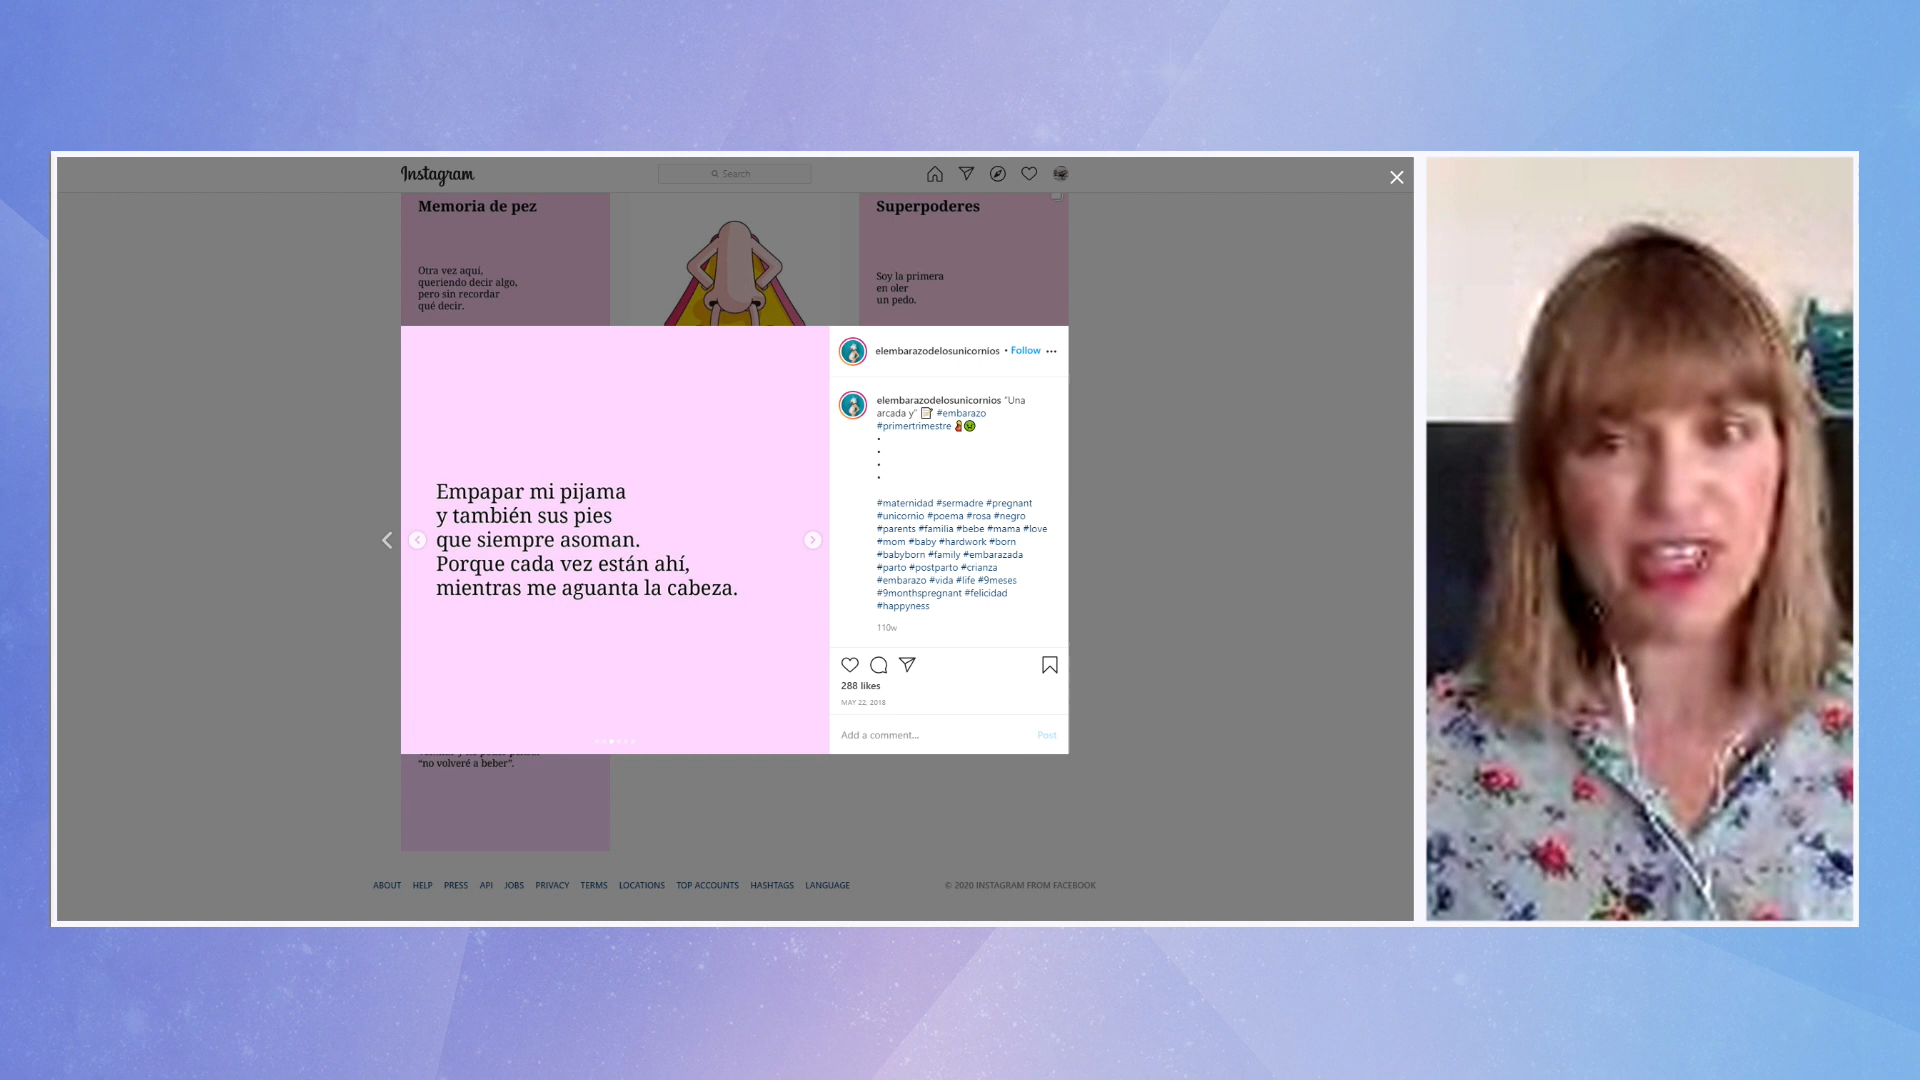 Instagram
Search
Memoria de pez
Otra vez aquí,
queriendo decir algo,
pero sin recordar
qué decir.
Superpoderes
Soy la primera
en oler
un pedo.
Empapar mi pijama
y también sus pies
que siempre asoman.
Porque cada vez están ahí,
mientras me aguanta la cabeza.
elembarazodelosunicornios • Follow
elembarazodelosunicornios "Una
arcada y" #embarazo
#primertrimestre
#maternidad #sermadre #pregnant
#unicornio #poema #rosa #negro
#parents #familia #bebe #mama #love
#mom #baby #hardwork #born
#babyborn #family #embarazada
#parto #postparto #crianza
#embarazo #vida #life #9meses
#9monthspregnant #felicidad
#happyness
110w
288 likes
MAY 22, 2018
Add a comment... Post
"no volveré a beber".
ABOUT HELP PRESS API JOBS PRIVACY TERMS LOCATIONS TOP ACCOUNTS HASHTAGS LANGUAGE © 2020 INSTAGRAM FROM FACEBOOK